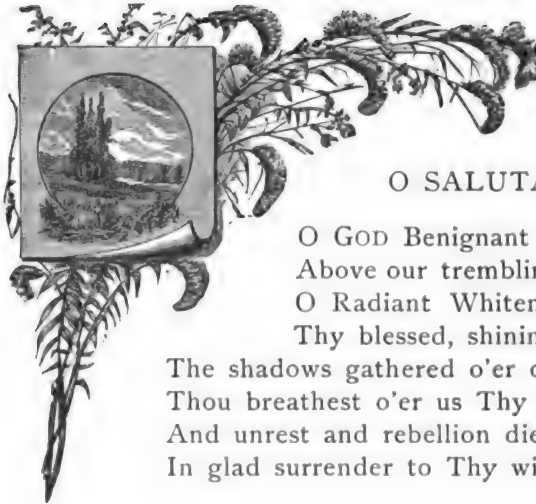 O SALUTA
O GOD Benignant
Above our tremblin
O Radiant Whiten
Thy blessed, shinin
The shadows gathered o'er o
Thou breathest o'er us Thy
And unrest and rebellion die
In glad surrender to Thy wi